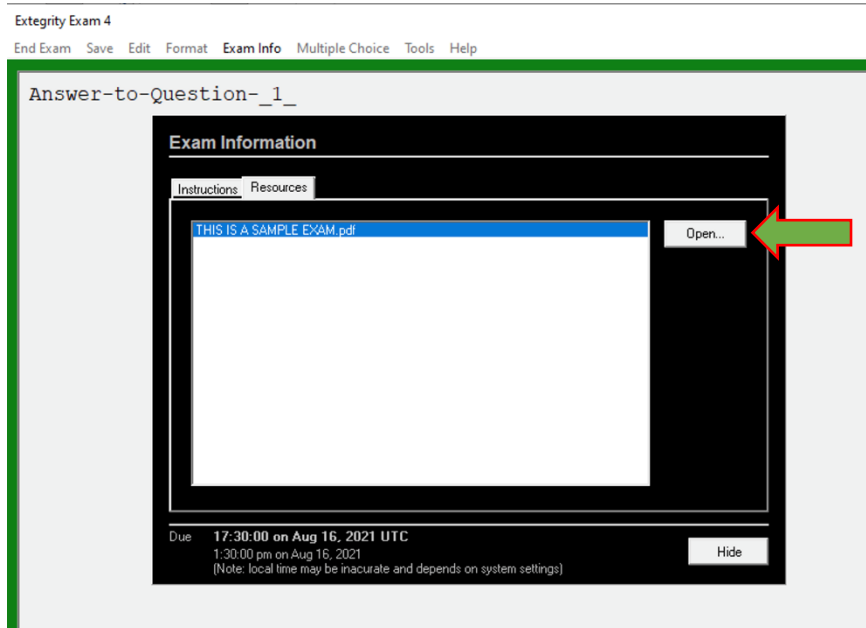 Extegrity Exam 4
End Exam Save Edit Format Exam Info Multiple Choice Tools Help
Answer-to-Question-_1_
Exam Information
Instructions Resources
THIS IS A SAMPLE EXAM.pdf
Open...
Due 17:30:00 on Aug 16, 2021 UTC
1:30:00 pm on Aug 16, 2021
(Note: local time may be inacurate and depends on system settings)
Hide